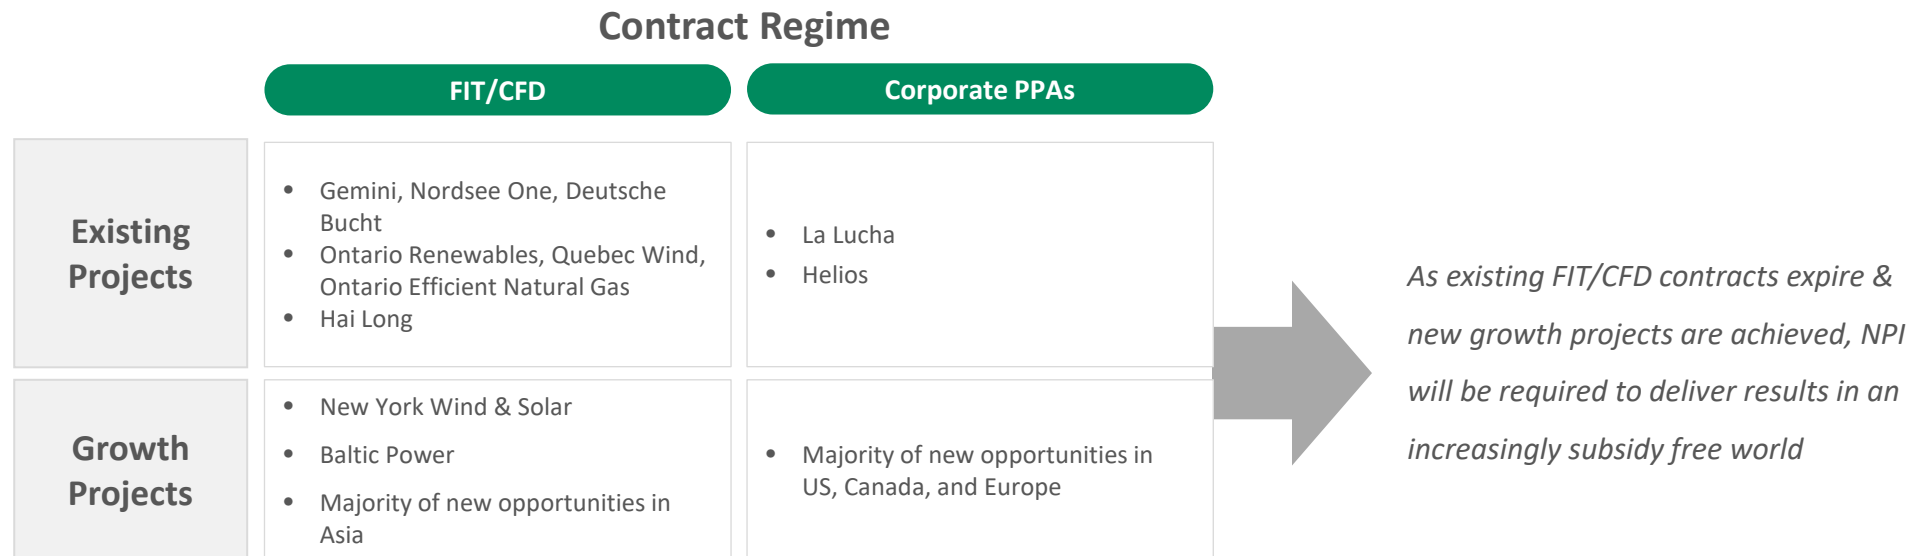 Contract Regime
FIT/CFD
Corporate PPAs
Existing
Projects
• Gemini, Nordsee One, Deutsche
Bucht
• Ontario Renewables, Quebec Wind,
Ontario Efficient Natural Gas
• Hai Long
• La Lucha
• Helios
Growth
Projects
• New York Wind & Solar
• Baltic Power
• Majority of new opportunities in
Asia
• Majority of new opportunities in
US, Canada, and Europe
As existing FIT/CFD contracts expire &
new growth projects are achieved, NPI
will be required to deliver results in an
increasingly subsidy free world